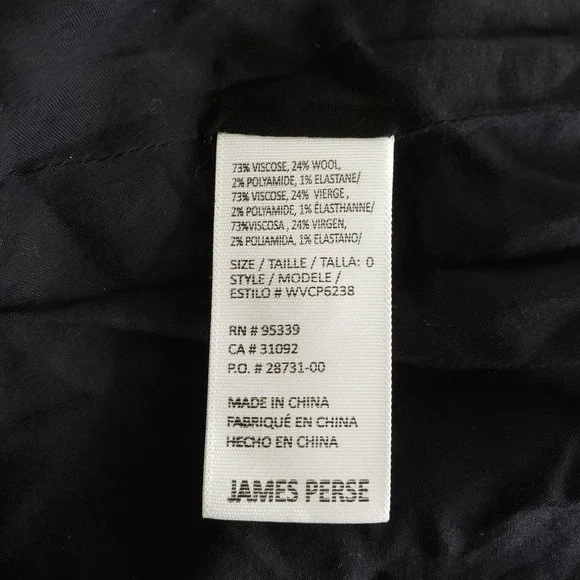 73% VISCOSE, 24% WOOL,
2% POLYAMIDE, 1% ELASTANE/
73% VISCOSE, 24% VIERGE ,
2% POLYAMIDE, 1% ÉLASTHANNE/
73%VISCOSA , 24% VIRGEN,
2% POLIAMIDA, 1% ELASTANO/
SIZE / TAILLE / TALLA: 0
STYLE / MODELE /
ESTILO # WVCP6238
RN # 95339
CA # 31092
P.O. # 28731-00
MADE IN CHINA
FABRIQUÉ EN CHINA
HECHO EN CHINA
JAMES PERSE